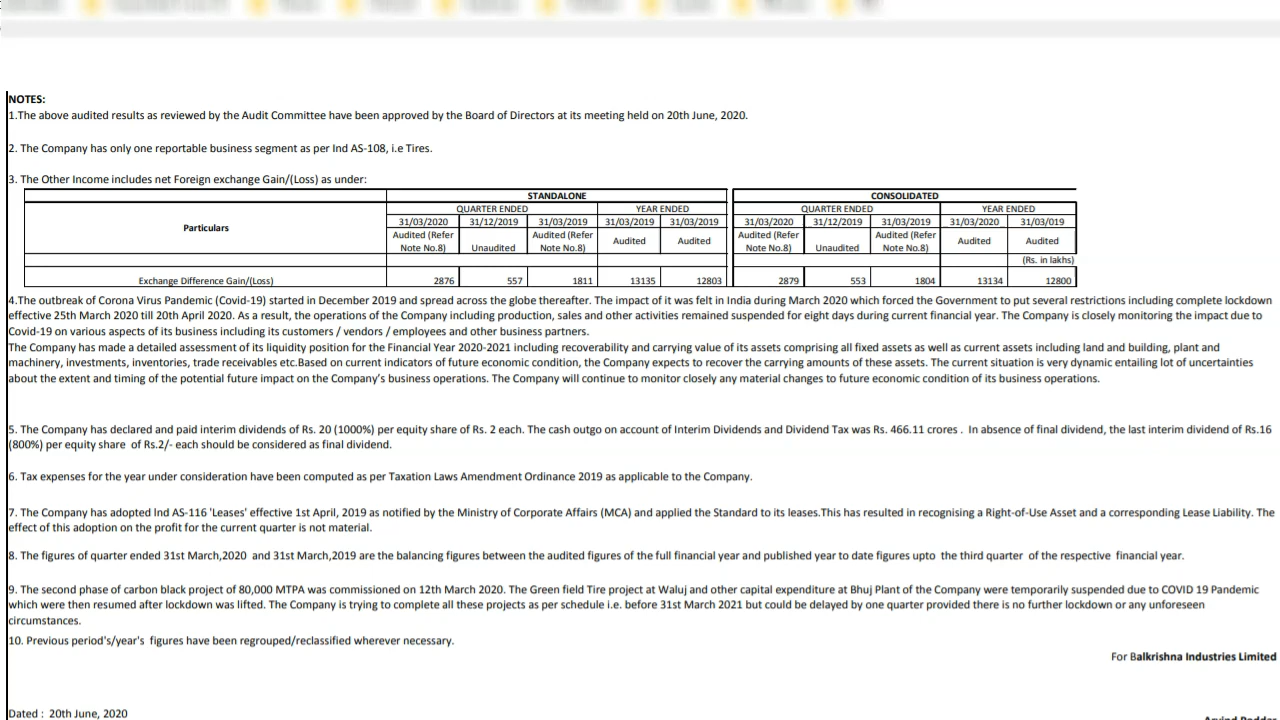 NOTES:
1.The above audited results as reviewed by the Audit Committee have been approved by the Board of Directors at its meeting held on 20th June, 2020.
2. The Company has only one reportable business segment as per Ind AS-108, i.e Tires.
3. The Other Income includes net Foreign exchange Gain/(Loss) as under:
STANDALONE CONSOLIDATED
QUARTER ENDED YEAR ENDED QUARTER ENDED YEAR ENDED
Particulars 31/03/2020 31/12/2019 31/03/2019 31/03/2019 31/03/2019 31/03/2020 31/12/2019 31/03/2019 31/03/2020 31/03/019
Audited (Refer Audited (Refer Audited Audited Audited (Refer Audited (Refer Audited Audited
Note No.8) Unaudited Note No.8) Note No.8) Unaudited Note No.8)
(Rs. in lakhs)
Exchange Difference Gain/(Loss) 2876 557 1811 13135 12803 2879 553 1804 13134 12800
4.The outbreak of Corona Virus Pandemic (Covid-19) started in December 2019 and spread across the globe thereafter. The impact of it was felt in India during March 2020 which forced the Government to put several restrictions including complete lockdown
effective 25th March 2020 till 20th April 2020. As a result, the operations of the Company including production, sales and other activities remained suspended for eight days during current financial year. The Company is closely monitoring the impact due to
Covid-19 on various aspects of its business including its customers / vendors / employees and other business partners.
The Company has made a detailed assessment of its liquidity position for the Financial Year 2020-2021 including recoverability and carrying value of its assets comprising all fixed assets as well as current assets including land and building, plant and
machinery, investments, inventories, trade receivables etc.Based on current indicators of future economic condition, the Company expects to recover the carrying amounts of these assets. The current situation is very dynamic entailing lot of uncertainties
about the extent and timing of the potential future impact on the Company's business operations. The Company will continue to monitor closely any material changes to future economic condition of its business operations.
5. The Company has declared and paid interim dividends of Rs. 20 (1000%) per equity share of Rs. 2 each. The cash outgo on account of Interim Dividends and Dividend Tax was Rs. 466.11 crores . In absence of final dividend, the last interim dividend of Rs.16
(800%) per equity share of Rs.2/- each should be considered as final dividend.
6. Tax expenses for the year under consideration have been computed as per Taxation Laws Amendment Ordinance 2019 as applicable to the Company.
7. The Company has adopted Ind AS-116 'Leases' effective 1st April, 2019 as notified by the Ministry of Corporate Affairs (MCA) and applied the Standard to its leases.This has resulted in recognising a Right-of-Use Asset and a corresponding Lease Liability. The
effect of this adoption on the profit for the current quarter is not material.
8. The figures of quarter ended 31st March,2020 and 31st March,2019 are the balancing figures between the audited figures of the full financial year and published year to date figures upto the third quarter of the respective financial year.
9. The second phase of carbon black project of 80,000 MTPA was commissioned on 12th March 2020. The Green field Tire project at Waluj and other capital expenditure at Bhuj Plant of the Company were temporarily suspended due to COVID 19 Pandemic
which were then resumed after lockdown was lifted. The Company is trying to complete all these projects as per schedule i.e. before 31st March 2021 but could be delayed by one quarter provided there is no further lockdown or any unforeseen
circumstances.
10. Previous period's/year's figures have been regrouped/reclassified wherever necessary.
For Balkrishna Industries Limited
Dated : 20th June, 2020